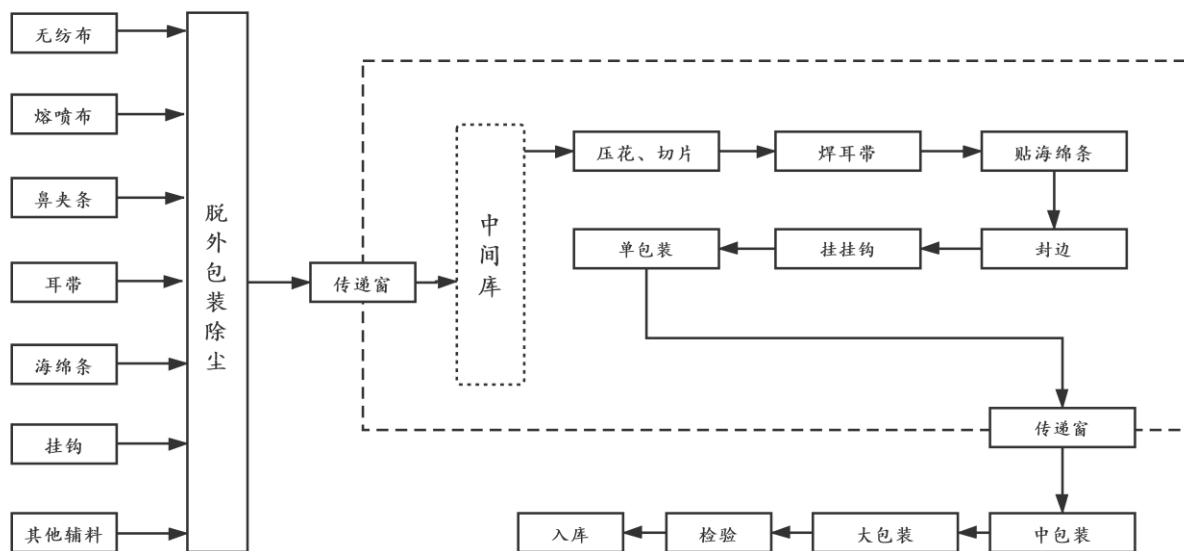 无纺布
熔喷布
鼻夹条
耳带
海绵条
挂钩
其他辅料
脱外包装除尘
传递窗
中间库
压花、切片
焊耳带
贴海绵条
单包装
挂挂钩
封边
传递窗
入库
检验
大包装
中包装